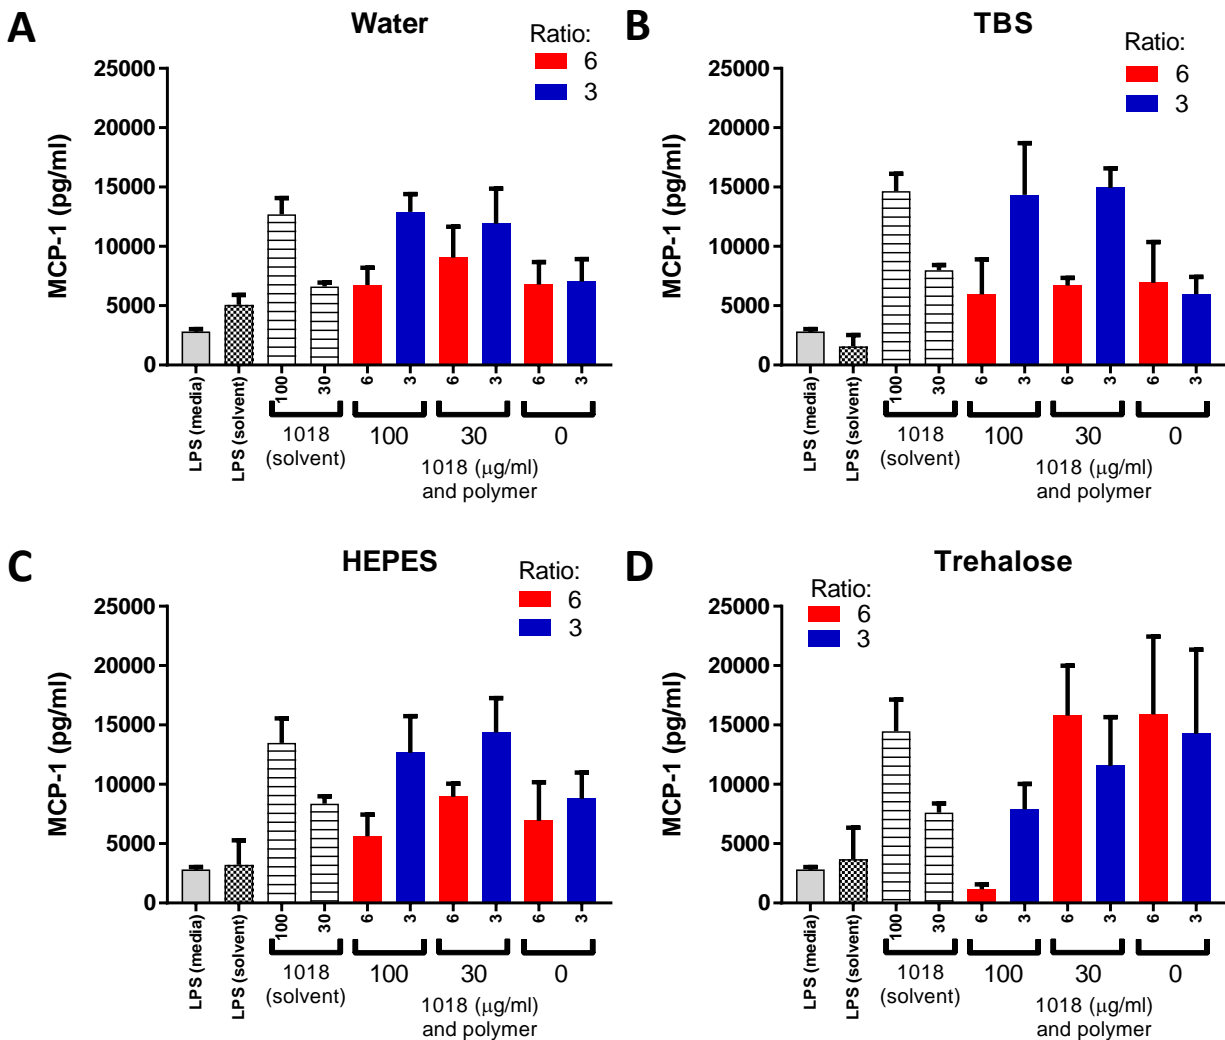 A
Water
Ratio:
6
3
MCP-1 (pg/ml)
25000
20000
15000
10000
5000
0
LPS (media)
LPS (solvent)
100
30
6
3
6
3
6
3
1018
(solvent)
100
30
0
1018 (μg/ml)
and polymer
B
TBS
Ratio:
6
3
MCP-1 (pg/ml)
25000
20000
15000
10000
5000
0
LPS (media)
LPS (solvent)
100
30
6
3
6
3
6
3
1018
(solvent)
100
30
0
1018 (μg/ml)
and polymer
C
HEPES
Ratio:
6
3
MCP-1 (pg/ml)
25000
20000
15000
10000
5000
0
LPS (media)
LPS (solvent)
100
30
6
3
6
3
6
3
1018
(solvent)
100
30
0
1018 (μg/ml)
and polymer
D
Trehalose
Ratio:
6
3
MCP-1 (pg/ml)
25000
20000
15000
10000
5000
0
LPS (media)
LPS (solvent)
100
30
6
3
6
3
6
3
1018
(solvent)
100
30
0
1018 (μg/ml)
and polymer